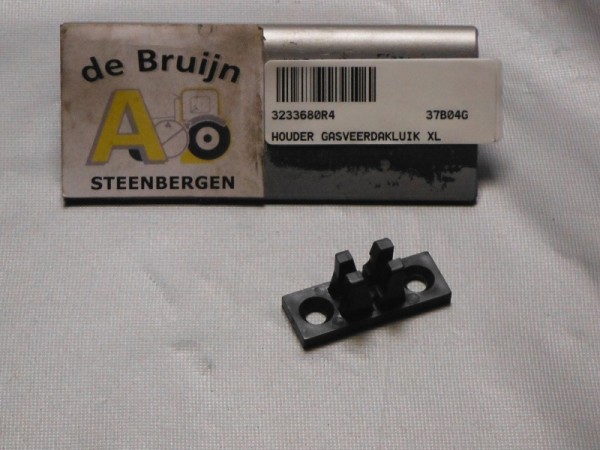 de Bruijn
A
STEENBERGEN
3233680R4 37B04G
HOUDER GASVEERDAKLUIK XL